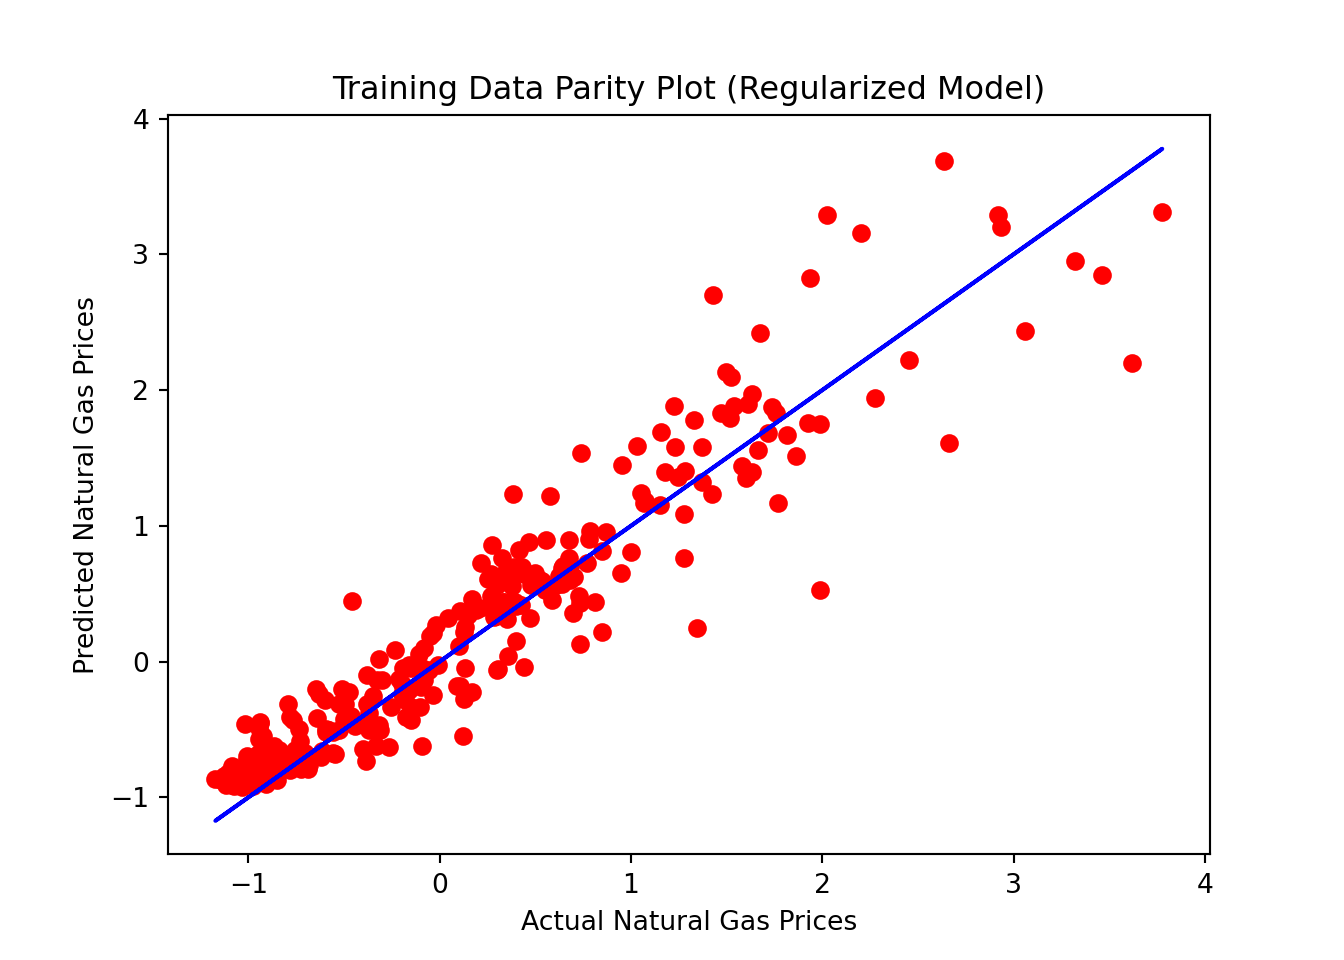 Training Data Parity Plot (Regularized Model)
4
3
2
1
0
−1
Predicted Natural Gas Prices
−1 0 1 2 3 4
Actual Natural Gas Prices